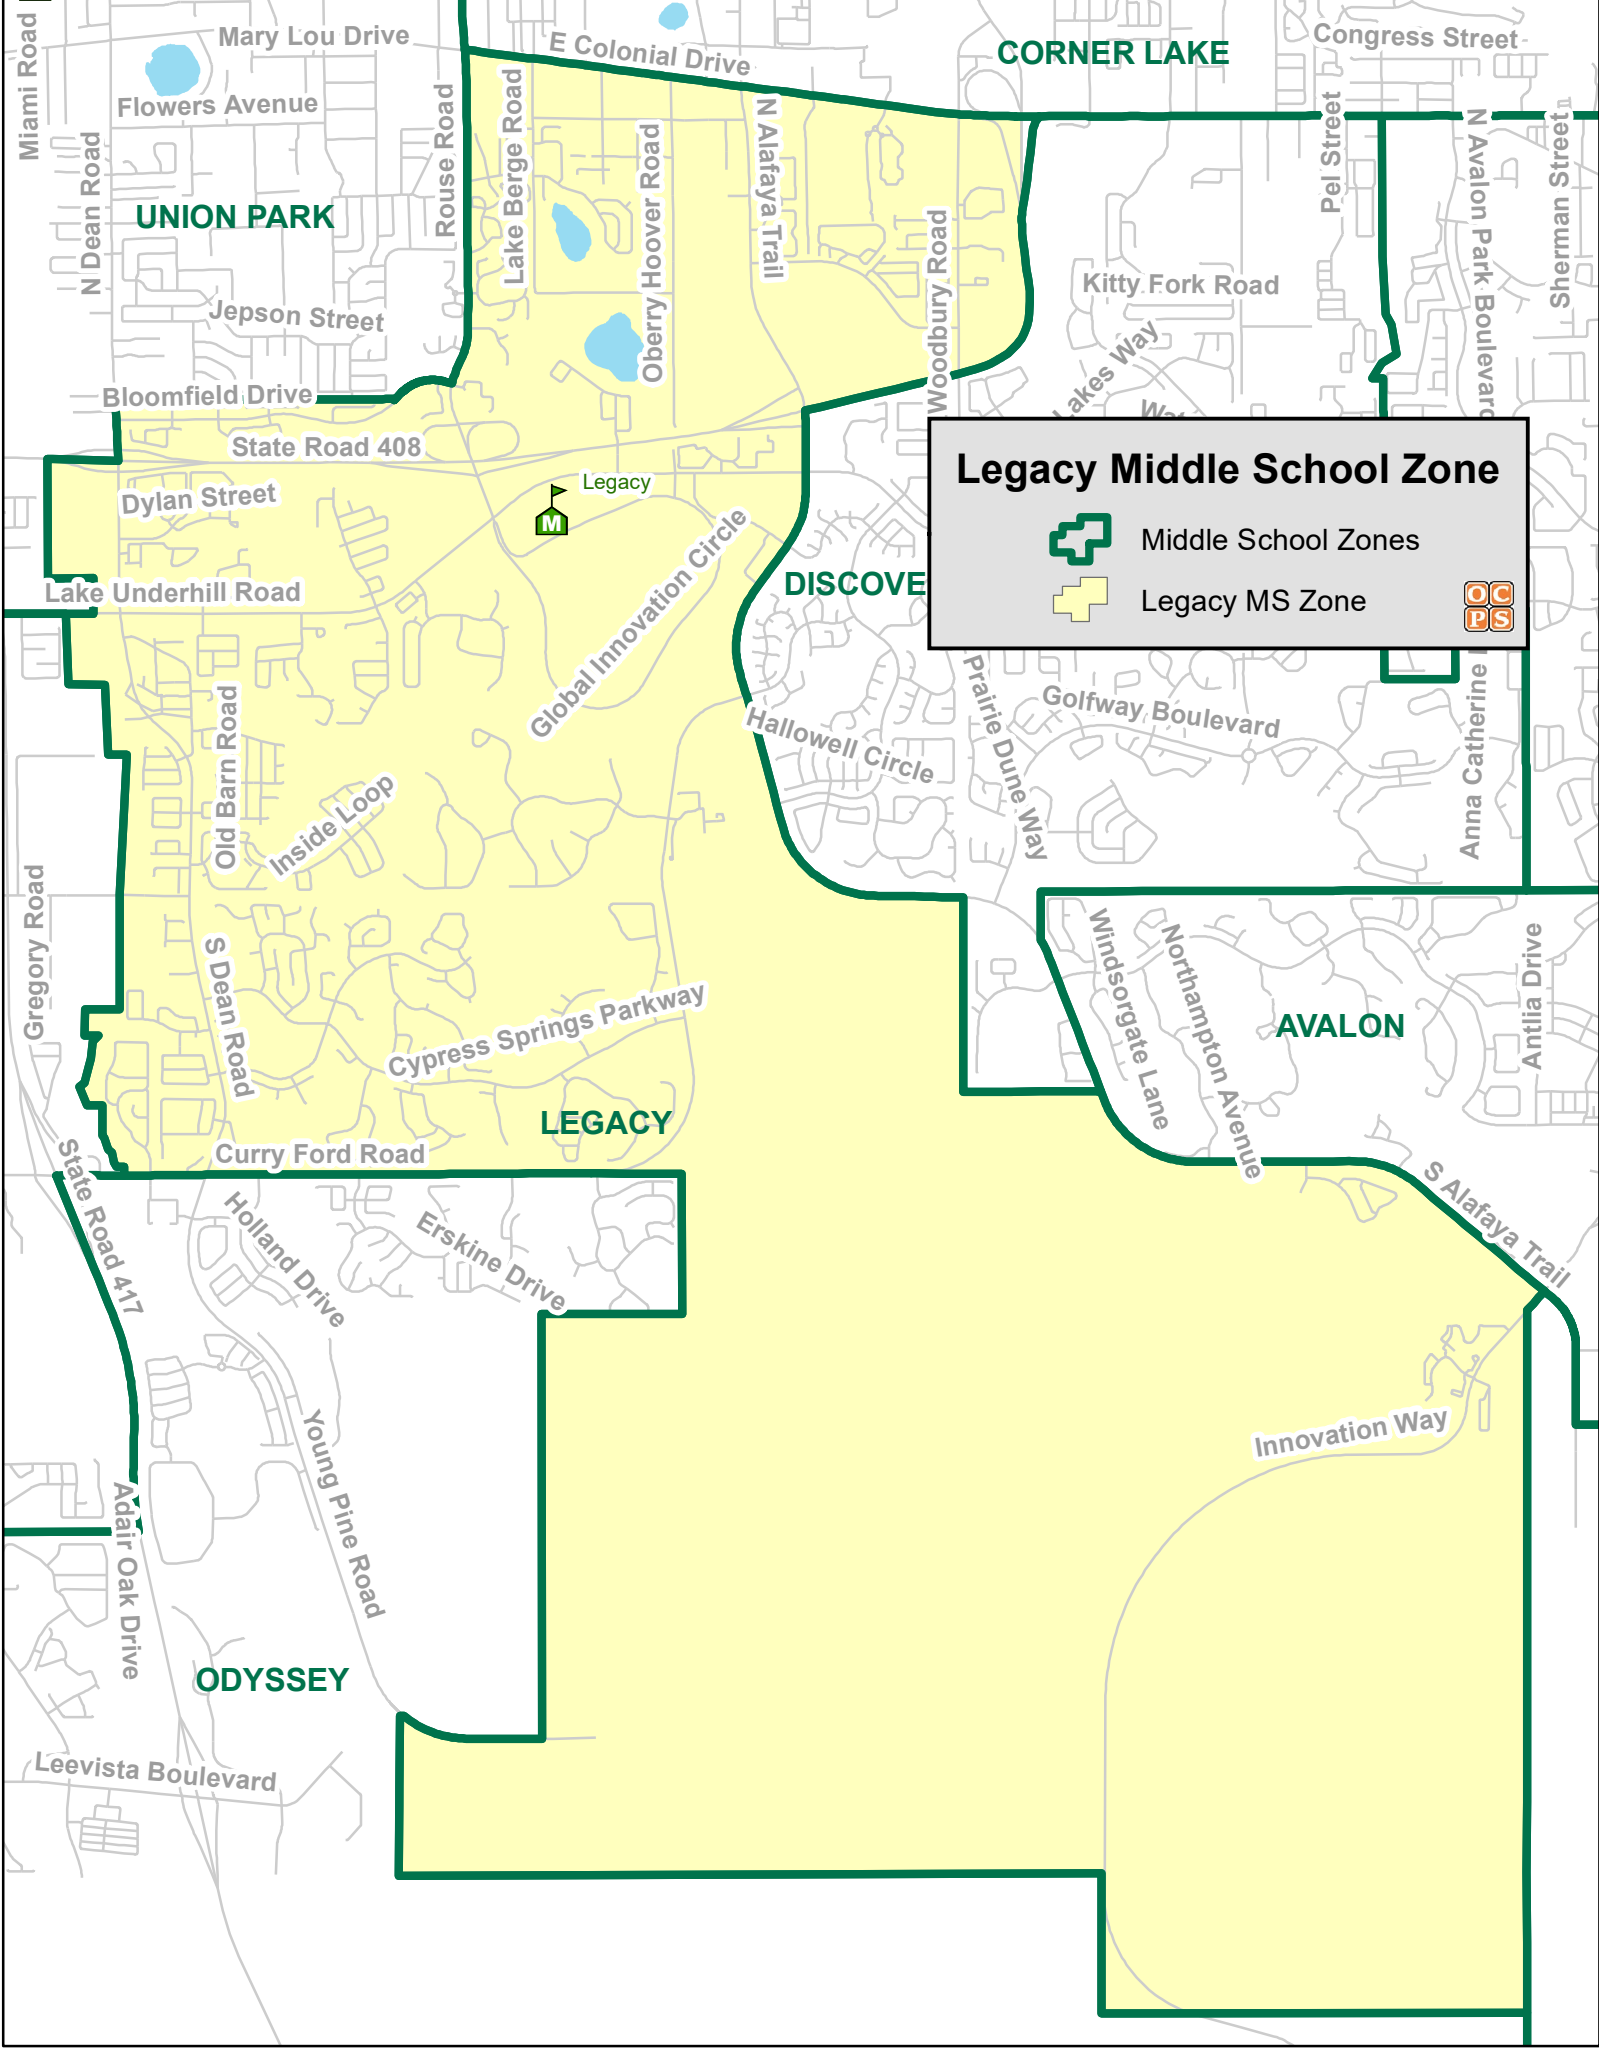 Miami Road
Mary Lou Drive
E Colonial Drive
CORNER LAKE
Congress Street
Flowers Avenue
N Dean Road
Rouse Road
Lake Berge Road
Oberry Hoover Road
N Alafaya Trail
Woodbury Road
Pel Street
N Avalon Park Boulevard
Sherman Street
UNION PARK
Jepson Street
Kitty Fork Road
Lakes Way
Bloomfield Drive
State Road 408
Legacy
M
Dylan Street
Global Innovation Circle
DISCOVE
Legacy Middle School Zone
Middle School Zones
Legacy MS Zone
OC
PS
Lake Underhill Road
Old Barn Road
Inside Loop
Hallowell Circle
Prairie Dune Way
Golfway Boulevard
Anna Catherine
Gregory Road
S Dean Road
Cypress Springs Parkway
Windsorgate Lane
Northampton Avenue
AVALON
Antlia Drive
LEGACY
Curry Ford Road
State Road 417
Holland Drive
Erskine Drive
S Alafaya Trail
Young Pine Road
Innovation Way
Adair Oak Drive
ODYSSEY
Leevista Boulevard